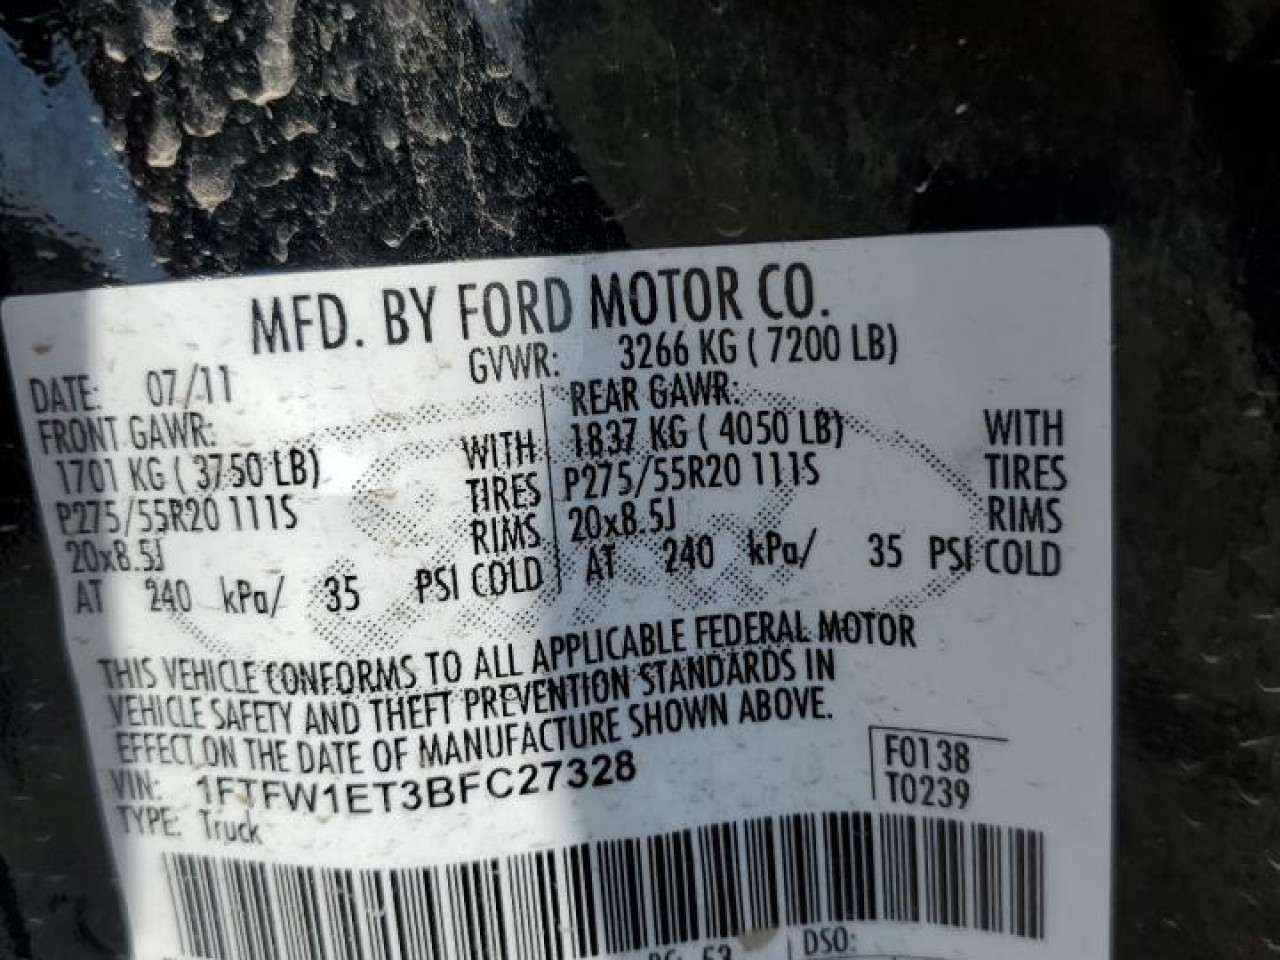 MFD. BY FORD MOTOR CO.
DATE: 07/11 GVWR: 3266 KG ( 7200 LB)
FRONT GAWR: REAR GAWR:
1701 KG ( 3750 LB) WITH 1837 KG ( 4050 LB) WITH
P275/55R20 111S TIRES P275/55R20 111S TIRES
20x8.5J RIMS 20x8.5J RIMS
AT 240 kPa/ 35 PSI COLD AT 240 kPa/ 35 PSI COLD
THIS VEHICLE CONFORMS TO ALL APPLICABLE FEDERAL MOTOR
VEHICLE SAFETY AND THEFT PREVENTION STANDARDS IN
EFFECT ON THE DATE OF MANUFACTURE SHOWN ABOVE.
VIN: 1FTFW1ET3BFC27328 F0138
TYPE: Truck T0239
DSO: